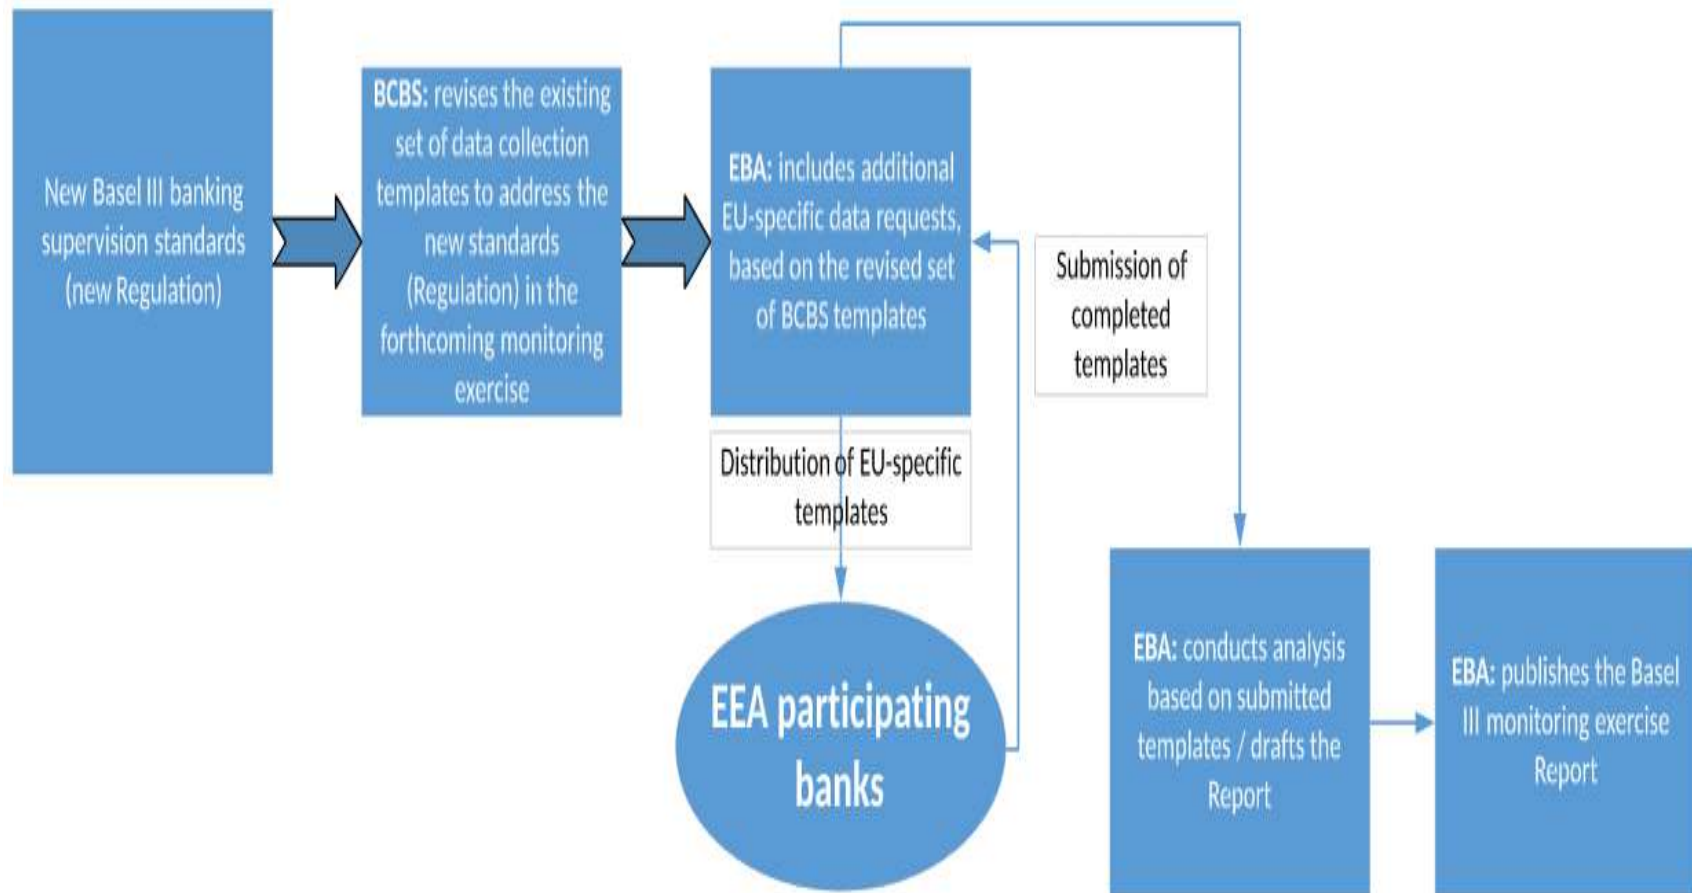 New Basel III banking
supervision standards
(new Regulation)
BCBS: revises the existing
set of data collection
templates to address the
new standards
(Regulation) in the
forthcoming monitoring
exercise
EBA: includes additional
EU-specific data requests,
based on the revised set
of BCBS templates
Submission of
completed
templates
Distribution of EU-specific
templates
EEA participating
banks
EBA: conducts analysis
based on submitted
templates / drafts the
Report
EBA: publishes the Basel
III monitoring exercise
Report